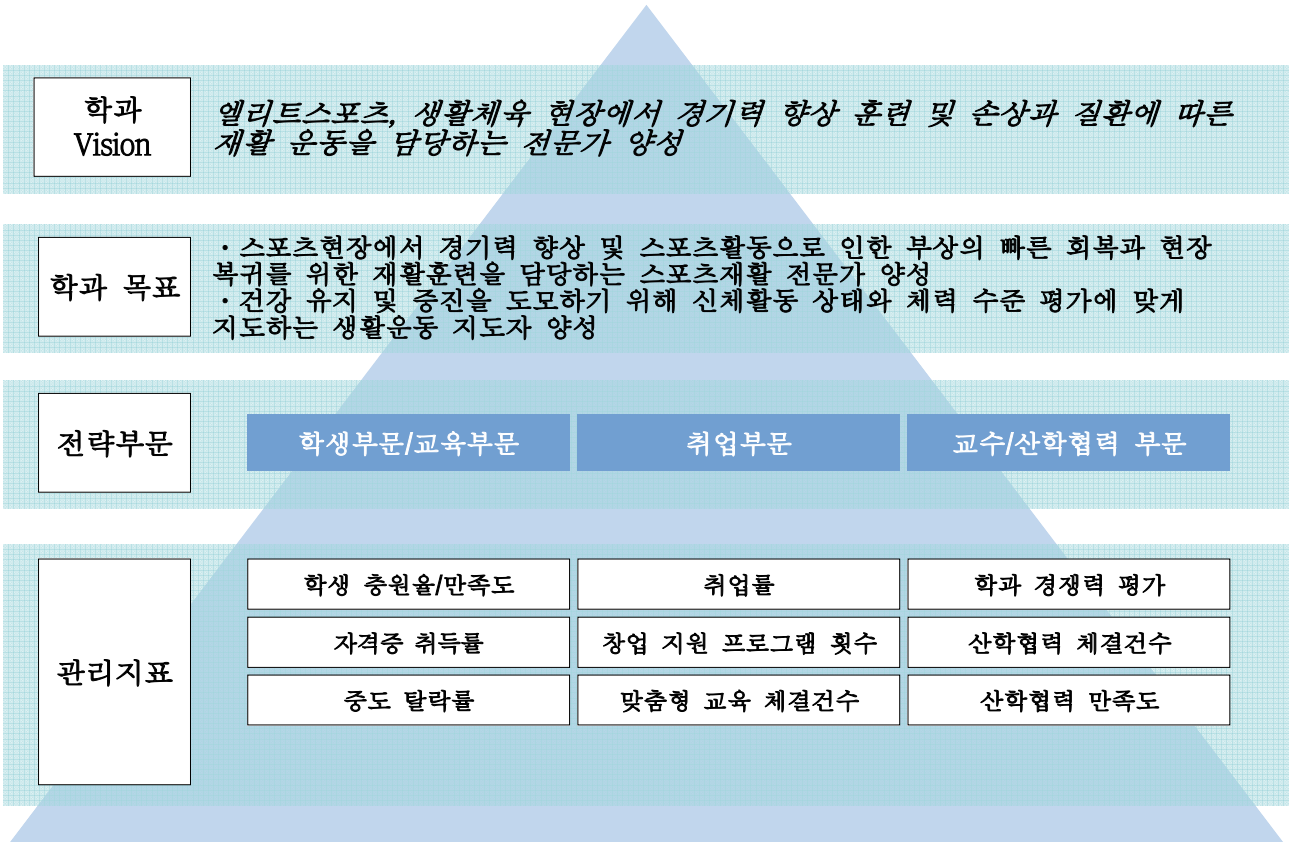 학과
Vision
엘리트스포츠, 생활체육 현장에서 경기력 향상 훈련 및 손상과 질환에 따른
재활 운동을 담당하는 전문가 양성
학과 목표
・스포츠현장에서 경기력 향상 및 스포츠활동으로 인한 부상의 빠른 회복과 현장
복귀를 위한 재활훈련을 담당하는 스포츠재활 전문가 양성
・건강 유지 및 증진을 도모하기 위해 신체활동 상태와 체력 수준 평가에 맞게
지도하는 생활운동 지도자 양성
전략부문
학생부문/교육부문
취업부문
교수/산학협력 부문
관리지표
학생 충원율/만족도
취업률
학과 경쟁력 평가
자격증 취득률
창업 지원 프로그램 횟수
산학협력 체결건수
중도 탈락률
맞춤형 교육 체결건수
산학협력 만족도